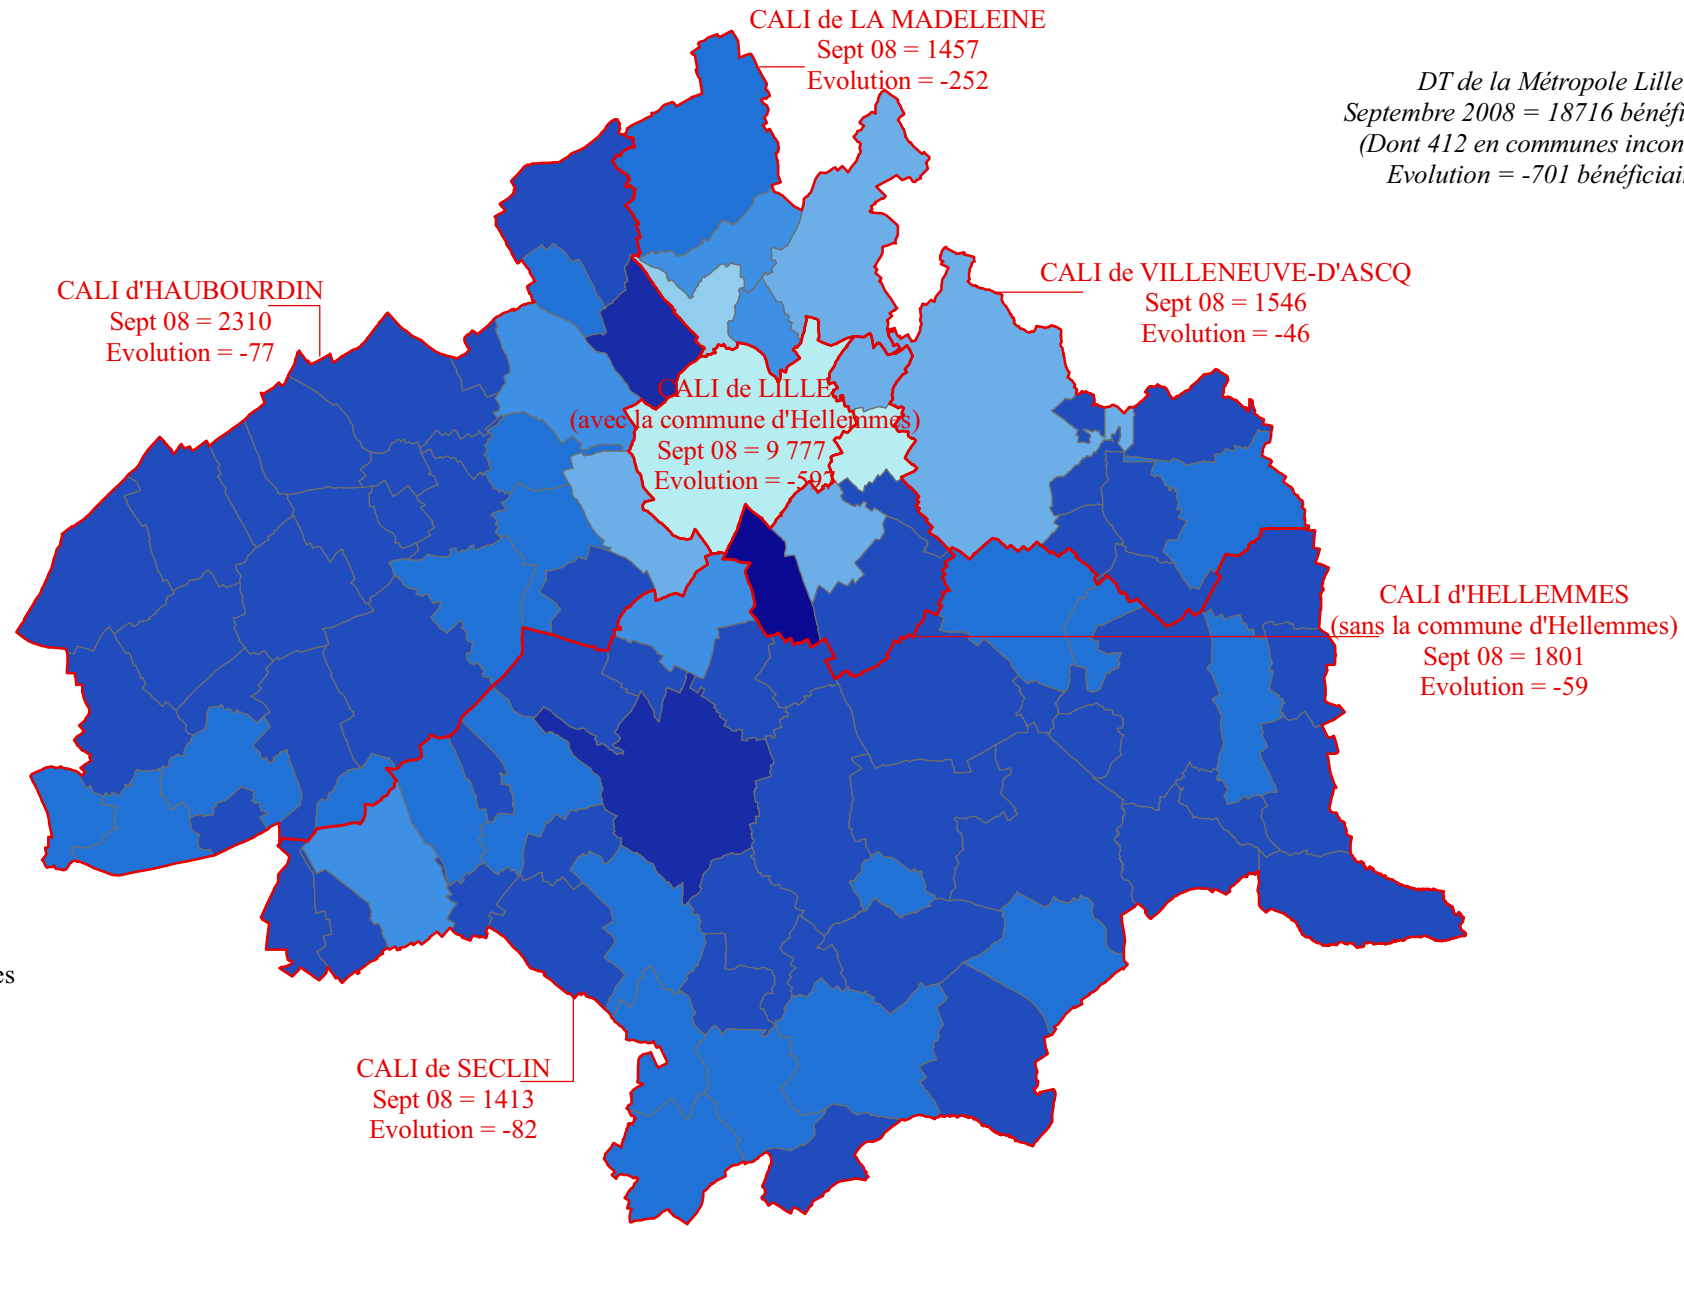 CALI de LA MADELEINE
Sept 08 = 1457
Evolution = -252
DT de la Métropole Lille
Septembre 2008 = 18716
(Dont 412 en communes
Evolution = -701
CALI de VILLENEUVE-D'ASCQ
Sept 08 = 1546
Evolution = -46
CALI d'HAUBOURDIN
Sept 08 = 2310
Evolution = -77
CALI de LILLE
(avec la commune d'Hellemmes)
Sept 08 = 9 777
Evolution = -597
CALI d'HELLEMMES
(sans la commune d'Hellemmes)
Sept 08 = 1801
Evolution = -59
es
CALI de SECLIN
Sept 08 = 1413
Evolution = -82